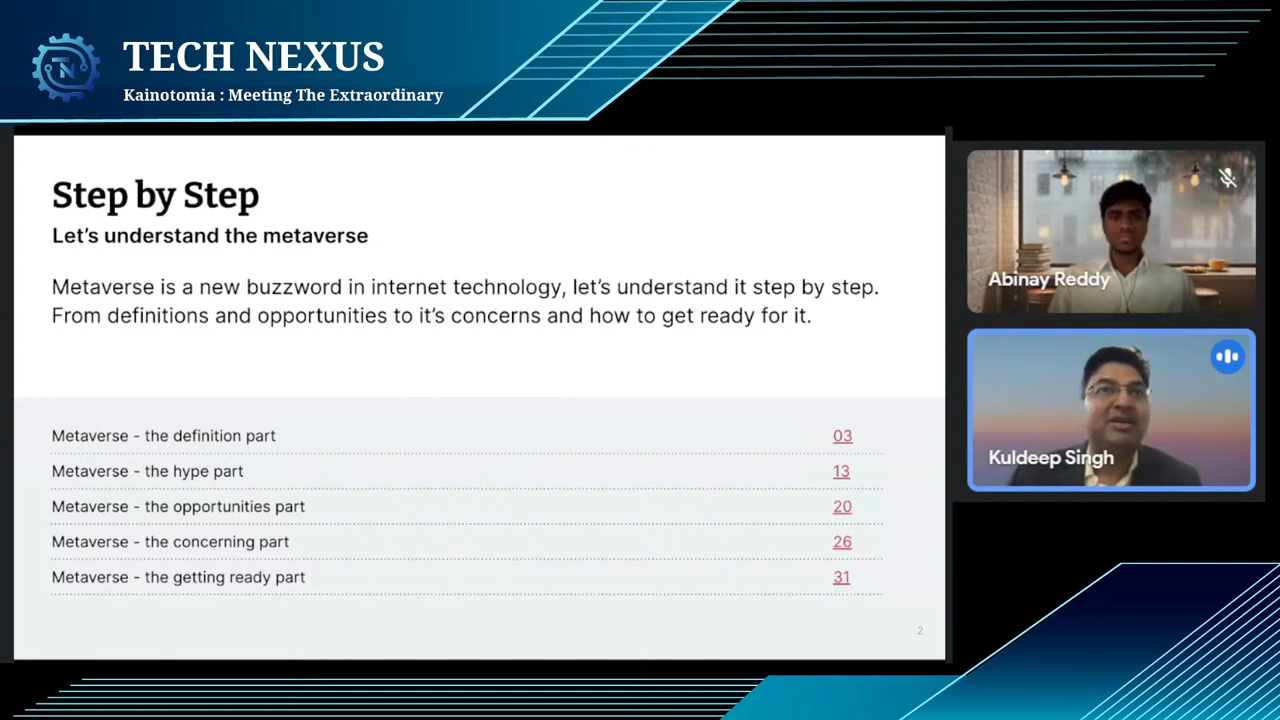 TECH NEXUS
Kainotomia : Meeting The Extraordinary
TN
Step by Step
Let’s understand the metaverse
Metaverse is a new buzzword in internet technology, let’s understand it step by step.
From definitions and opportunities to it’s concerns and how to get ready for it.
Metaverse - the definition part 03
Metaverse - the hype part 13
Metaverse - the opportunities part 20
Metaverse - the concerning part 26
Metaverse - the getting ready part 31
2
Abinay Reddy
Kuldeep Singh